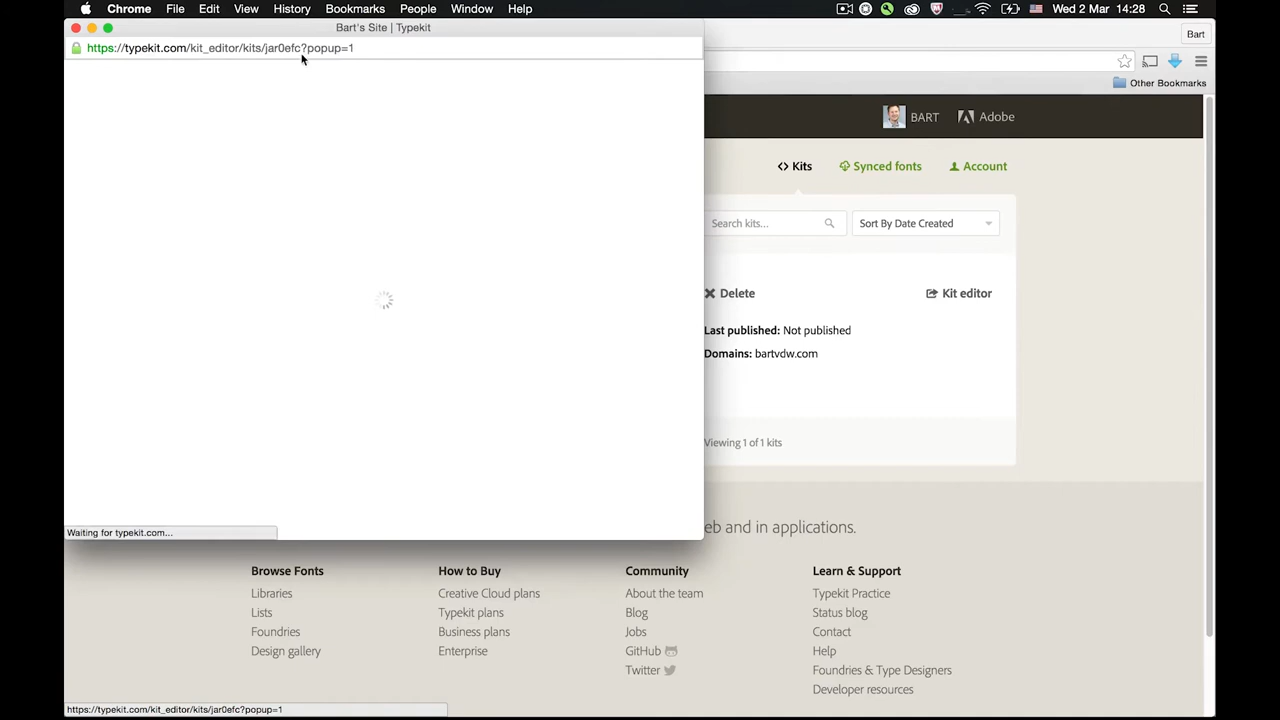 Chrome File Edit View History Bookmarks People Window Help Wed 2 Mar 14:28
Bart's Site | Typekit
Bart
https://typekit.com/kit_editor/kits/jar0efc?popup=1
Other Bookmarks
BART Adobe
Kits Synced fonts Account
Search kits... Sort By Date Created
Delete Kit editor
Last published: Not published
Domains: bartvdw.com
Viewing 1 of 1 kits
Waiting for typekit.com...
eb and in applications.
Browse Fonts How to Buy Community Learn & Support
Libraries Creative Cloud plans About the team Typekit Practice
Lists Typekit plans Blog Status blog
Foundries Business plans Jobs Contact
Design gallery Enterprise GitHub Help
Twitter Foundries & Type Designers
Developer resources
https://typekit.com/kit_editor/kits/jar0efc?popup=1